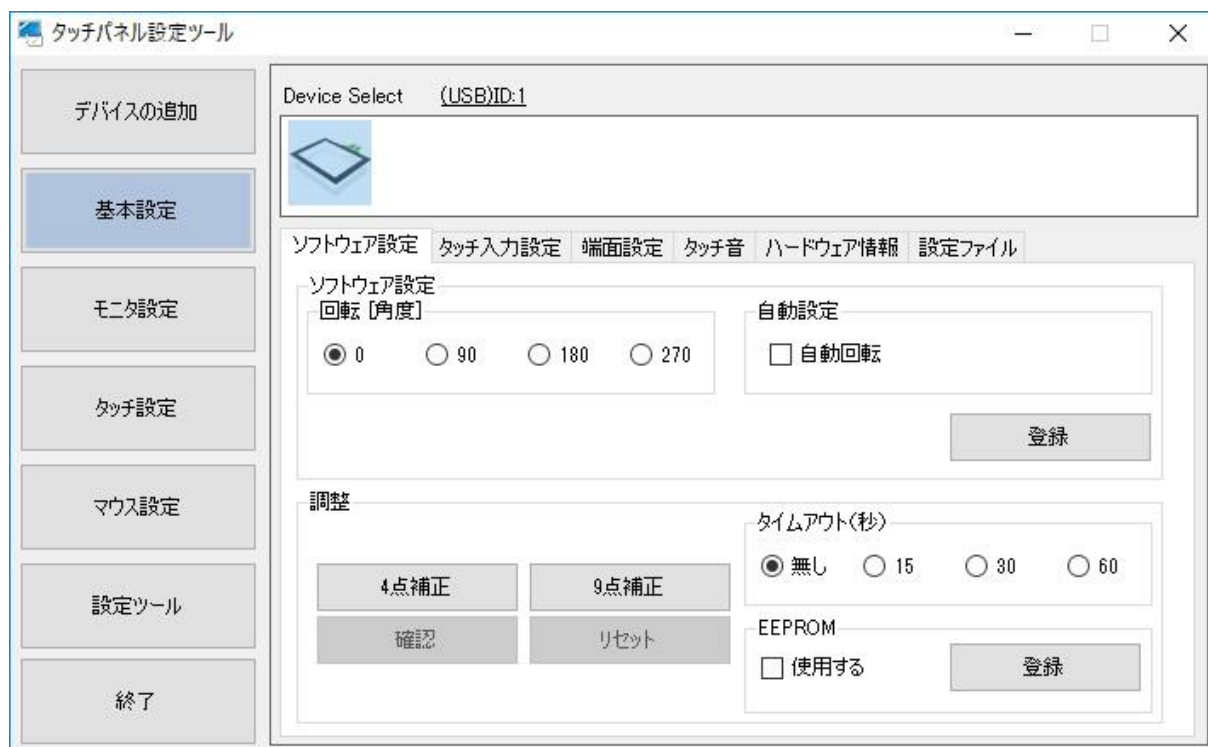 タッチパネル設定ツール
デバイスの追加
基本設定
モニタ設定
タッチ設定
マウス設定
設定ツール
終了
Device Select (USB)ID:1
ソフトウェア設定 タッチ入力設定 端面設定 タッチ音 ハードウェア情報 設定ファイル
ソフトウェア設定
回転 [角度]
0 90 180 270
自動設定
自動回転
登録
調整
4点補正 9点補正
確認 リセット
タイムアウト(秒)
無し 15 30 60
EEPROM
使用する 登録